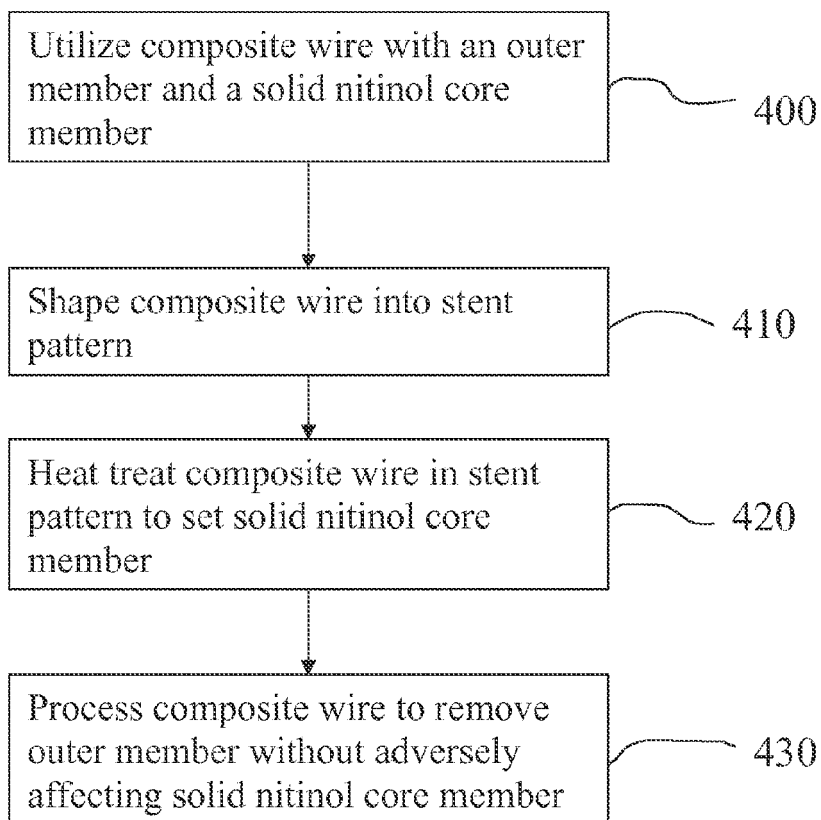 Utilize composite wire with an outer
member and a solid nitinol core
member
400
Shape composite wire into stent
pattern
410
Heat treat composite wire in stent
pattern to set solid nitinol core
member
420
Process composite wire to remove
outer member without adversely
affecting solid nitinol core member
430